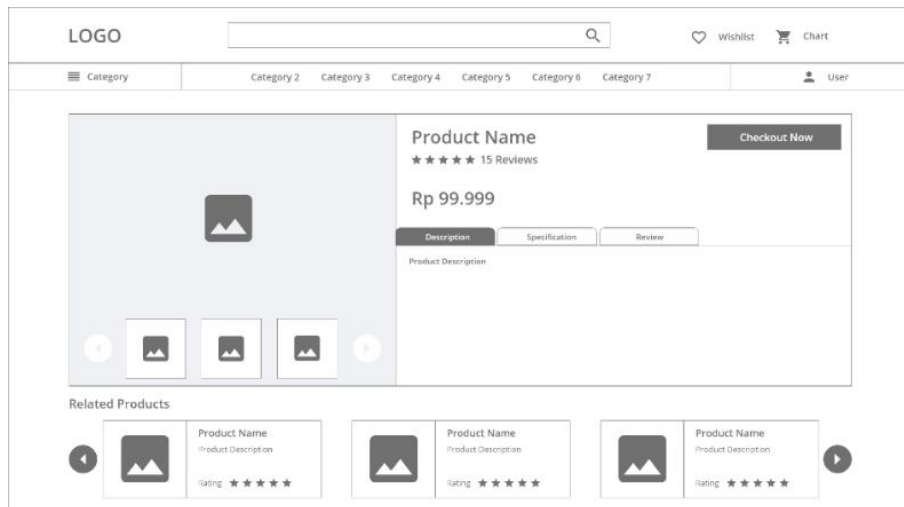 LOGO
Wishlist
Chart
Category
Category 2 Category 3 Category 4 Category 5 Category 6 Category 7
User
Product Name
Checkout Now
15 Reviews
Rp 99.999
Description
Specification
Review
Product Description
Related Products
Product Name
Product Description
Rating
Product Name
Product Description
Rating
Product Name
Product Description
Rating